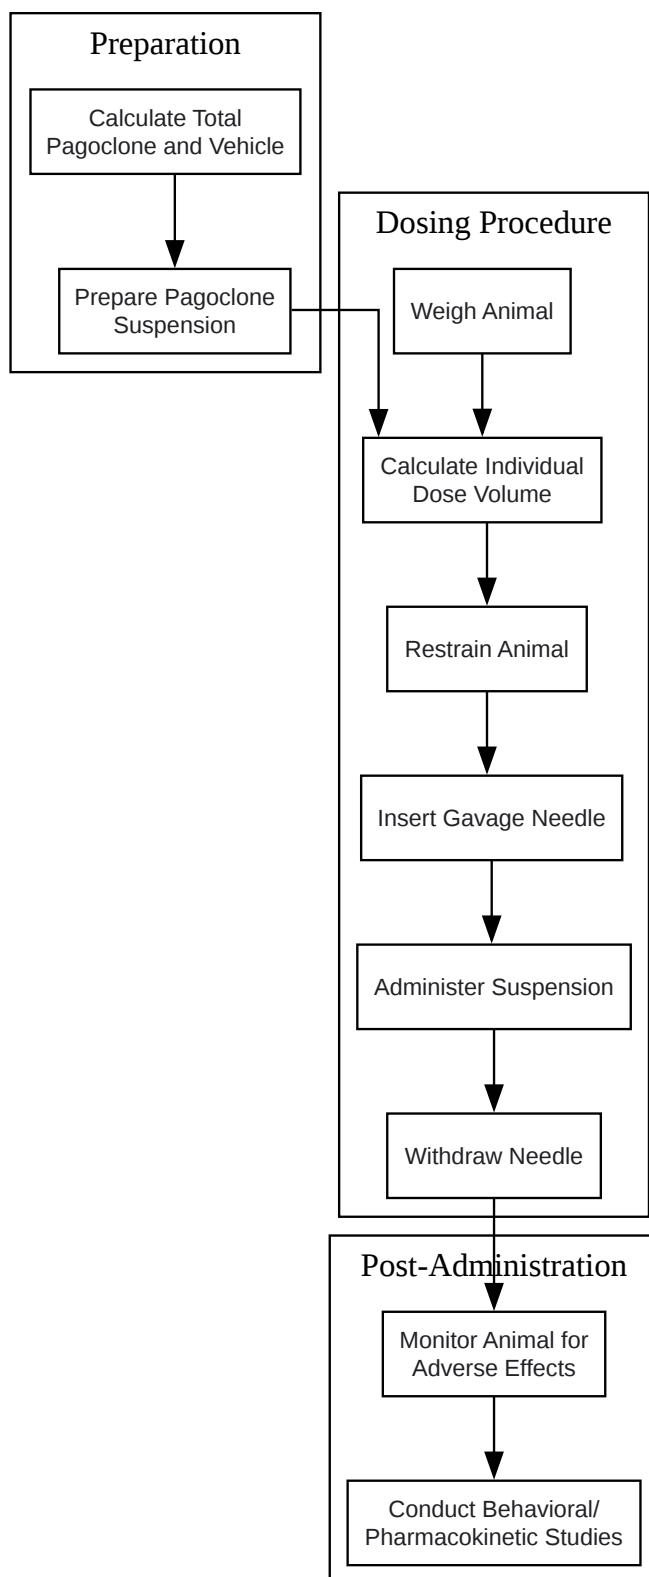 Preparation
Calculate Total
Pagoclone and Vehicle
Prepare Pagoclone
Suspension
Dosing Procedure
Weigh Animal
Calculate Individual
Dose Volume
Restrain Animal
Insert Gavage Needle
Administer Suspension
Withdraw Needle
Post-Administration
Monitor Animal for
Adverse Effects
Conduct Behavioral/
Pharmacokinetic Studies